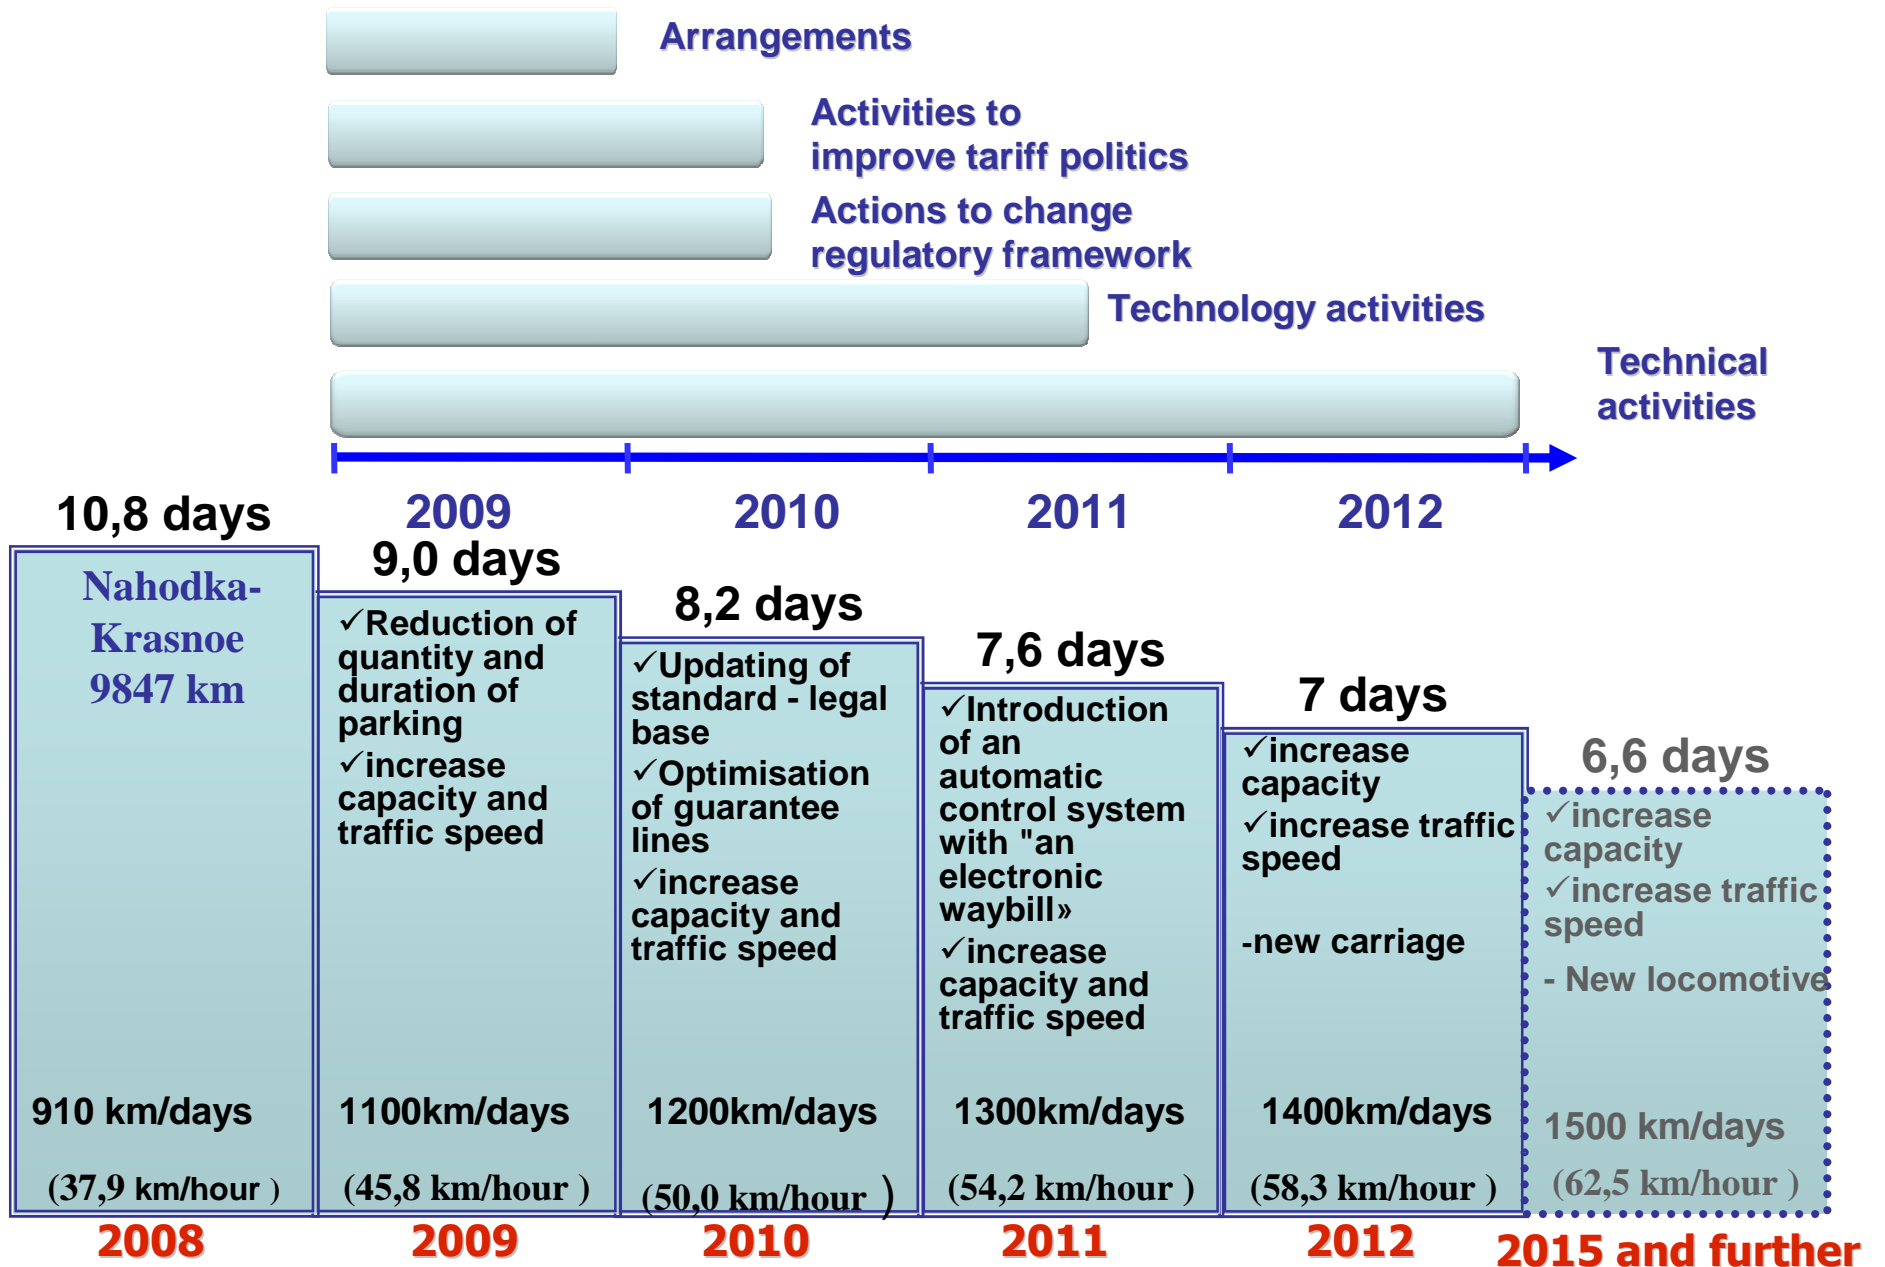 Arrangements
Activities to
improve tariff politics
Actions to change
regulatory framework
Technology activities
Technical
activities
2009
2010
2011
2012
10,8 days
Nahodka-
Krasnoe
9847 km
910 km/days
(37,9 km/hour )
2008
9,0 days
✓Reduction of
quantity and
duration of
parking
✓increase
capacity and
traffic speed
1100km/days
(45,8 km/hour )
2009
8,2 days
✓Updating of
standard - legal
base
✓Optimisation
of guarantee
lines
✓increase
capacity and
traffic speed
1200km/days
(50,0 km/hour )
2010
7,6 days
✓Introduction
of an
automatic
control system
with "an
electronic
waybill»
✓increase
capacity and
traffic speed
1300km/days
(54,2 km/hour )
2011
7 days
✓increase
capacity
✓increase traffic
speed
-new carriage
1400km/days
(58,3 km/hour )
2012
6,6 days
✓increase
capacity
✓increase traffic
speed
- New locomotive
1500 km/days
(62,5 km/hour )
2015 and further